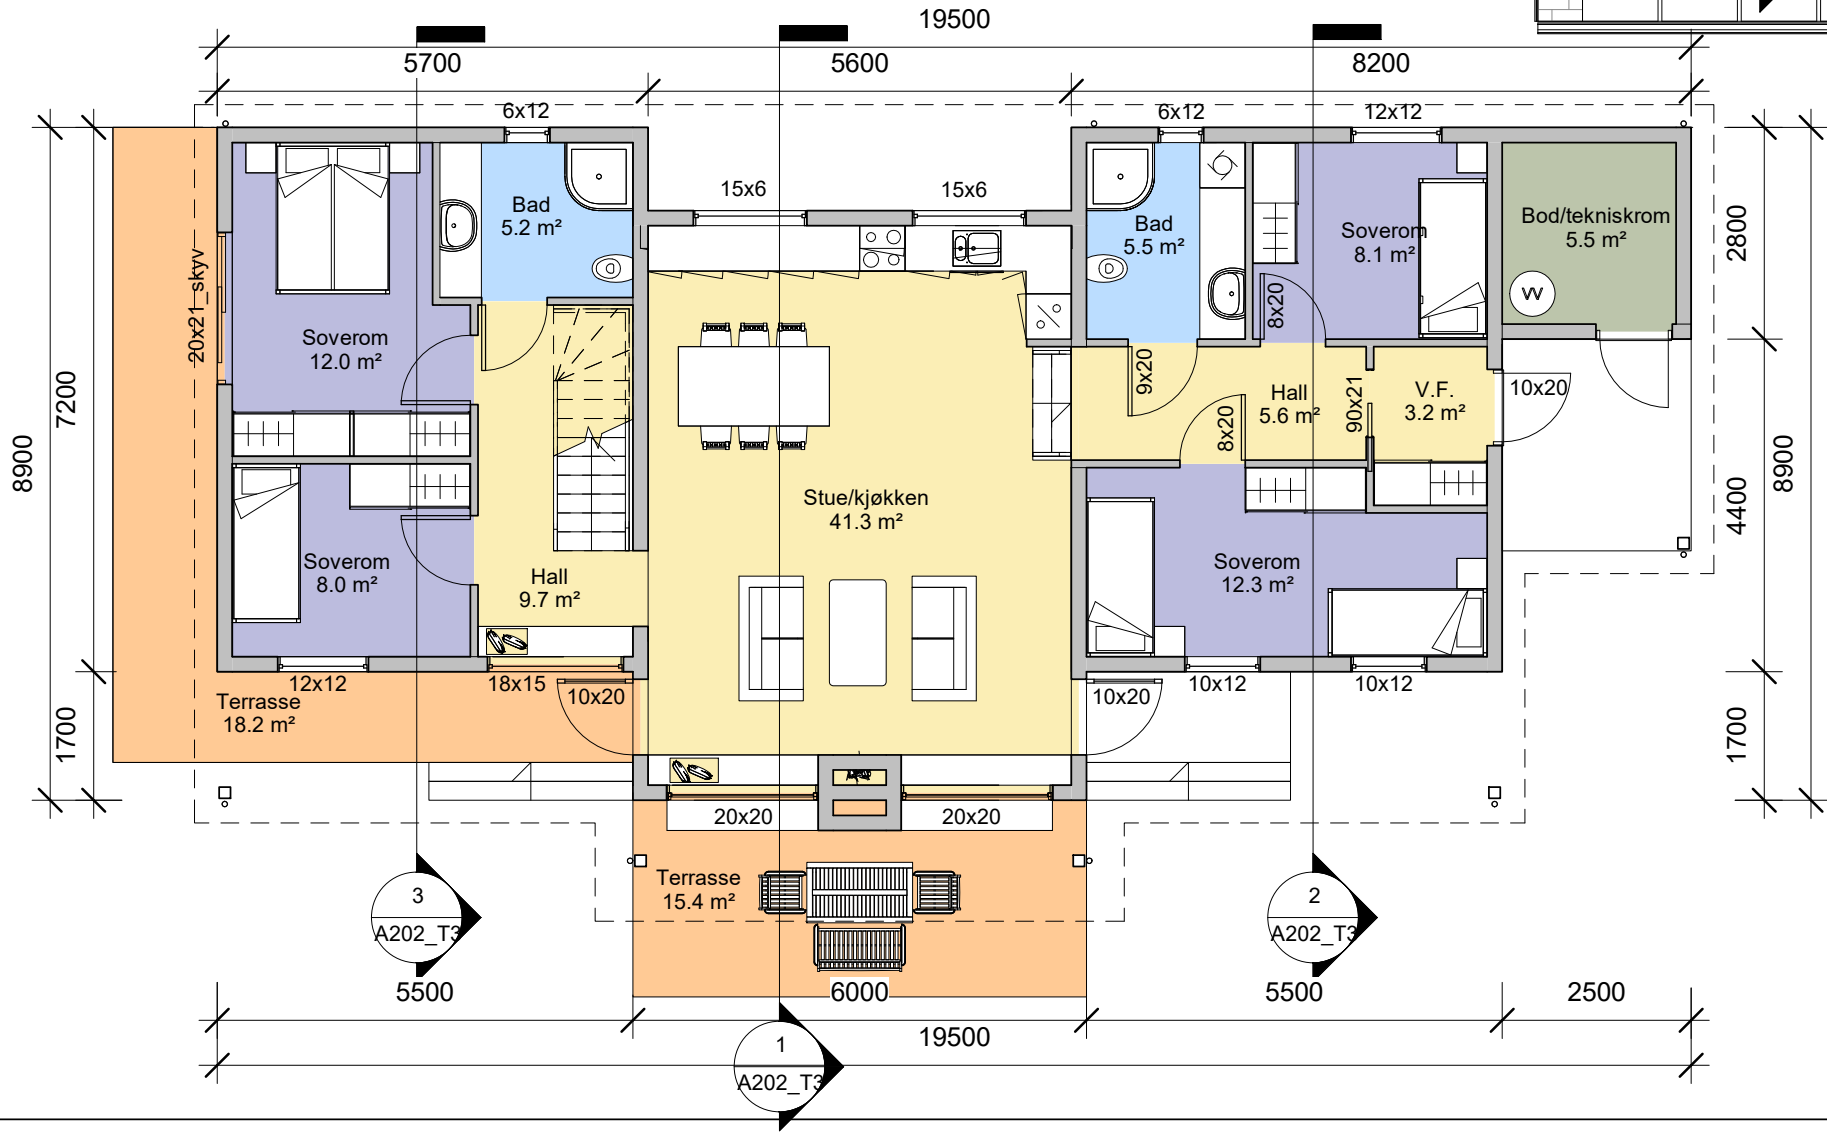 19500
5700
5600
8200
6x12
6x12
12x12
15x6
15x6
Bad
5.2 m²
Bad
5.5 m²
Soverom
8.1 m²
Bod/tekniskrom
5.5 m²
2800
20x21_skyv
VV
8x20
Soverom
12.0 m²
7200
8900
9x20
8x20
Hall
5.6 m²
90x21
V.F.
3.2 m²
10x20
4400
8900
Stue/kjøkken
41.3 m²
Soverom
8.0 m²
Hall
9.7 m²
Soverom
12.3 m²
12x12
18x15
10x20
10x20
10x12
10x12
Terrasse
18.2 m²
1700
1700
20x20
20x20
Terrasse
15.4 m²
3
A202_T3
2
A202_T3
5500
6000
5500
2500
19500
1
A202_T3